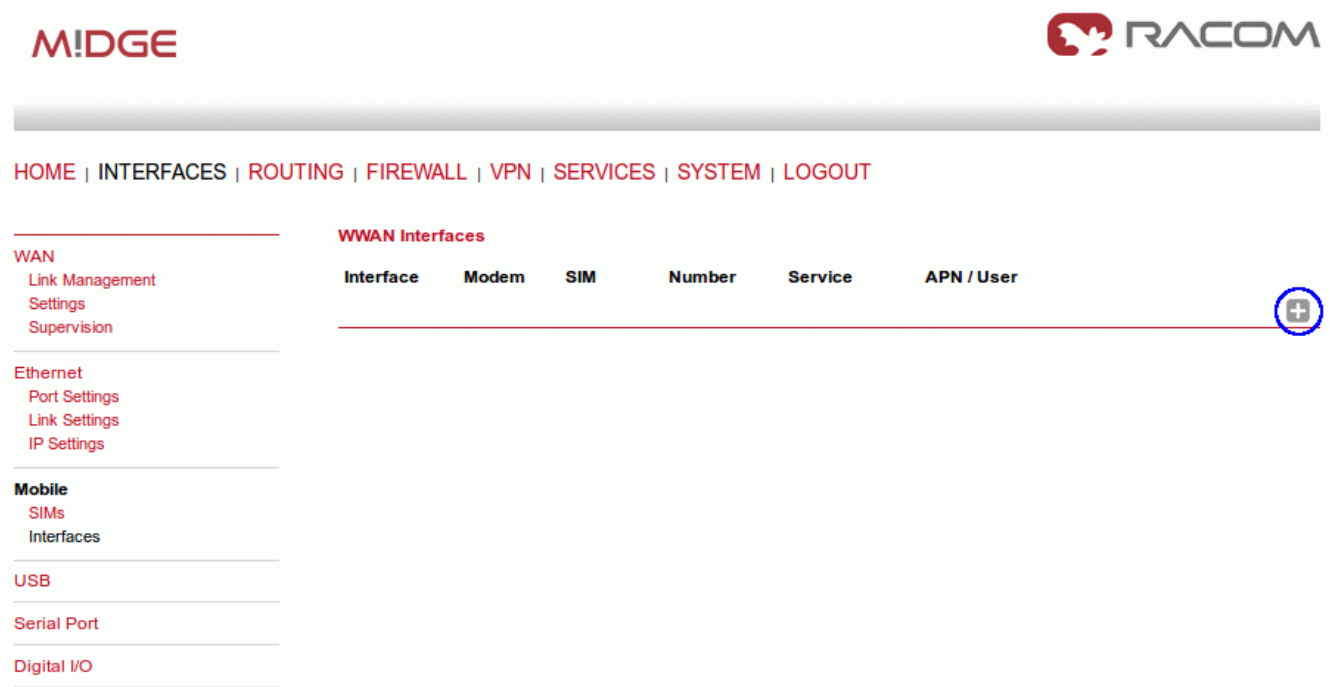 M!DGE
RACOM
HOME | INTERFACES | ROUTING | FIREWALL | VPN | SERVICES | SYSTEM | LOGOUT
WAN
Link Management
Settings
Supervision
Ethernet
Port Settings
Link Settings
IP Settings
Mobile
SIMs
Interfaces
USB
Serial Port
Digital I/O
WWAN Interfaces
Interface Modem SIM Number Service APN / User